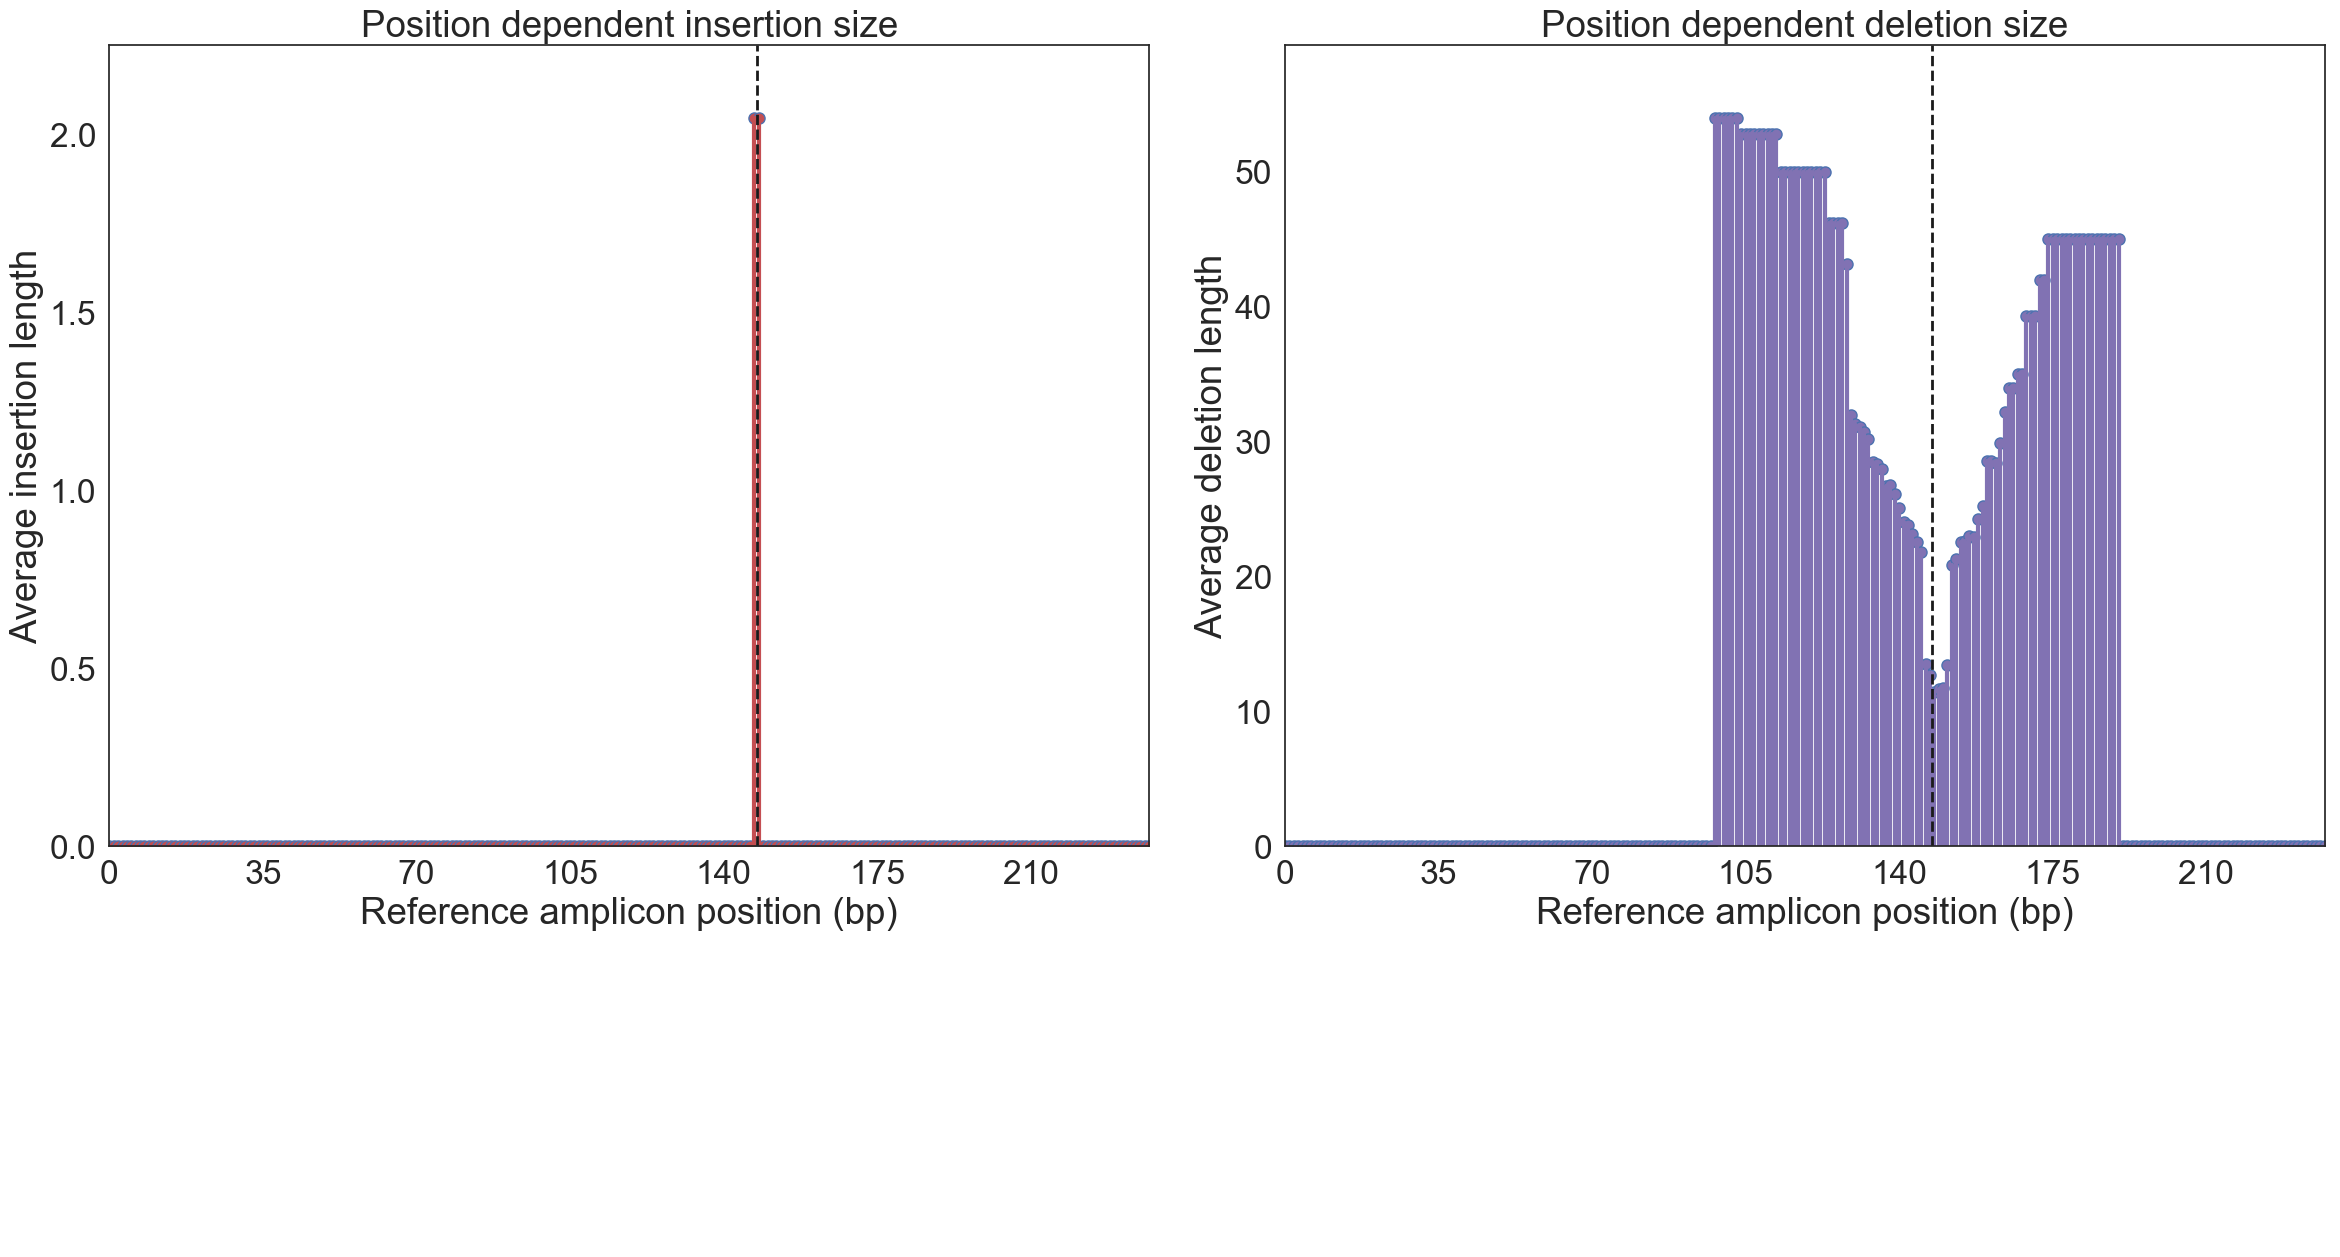 Position dependent insertion size
Average insertion length
2.0
1.5
1.0
0.5
0.0
0 35 70 105 140 175 210
Reference amplicon position (bp)
Position dependent deletion size
Average deletion length
50
40
30
20
10
0
0 35 70 105 140 175 210
Reference amplicon position (bp)